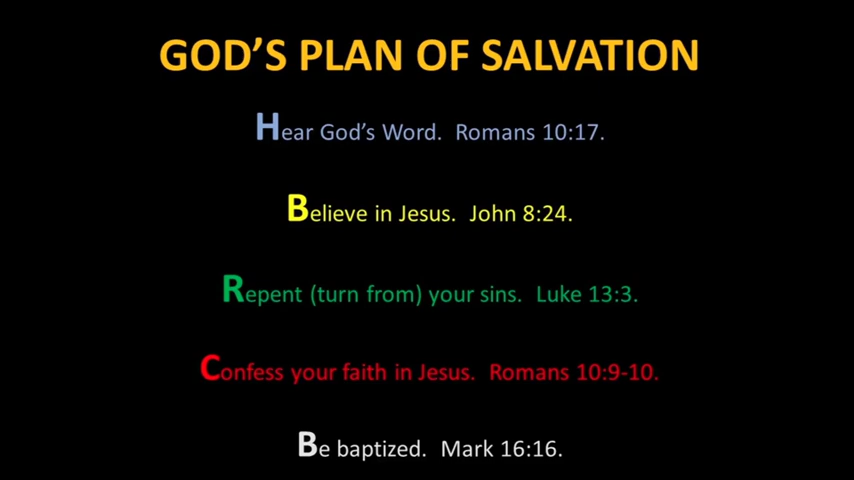 GOD’S PLAN OF SALVATION
Hear God’s Word. Romans 10:17.
Believe in Jesus. John 8:24.
Repent (turn from) your sins. Luke 13:3.
Confess your faith in Jesus. Romans 10:9-10.
Be baptized. Mark 16:16.